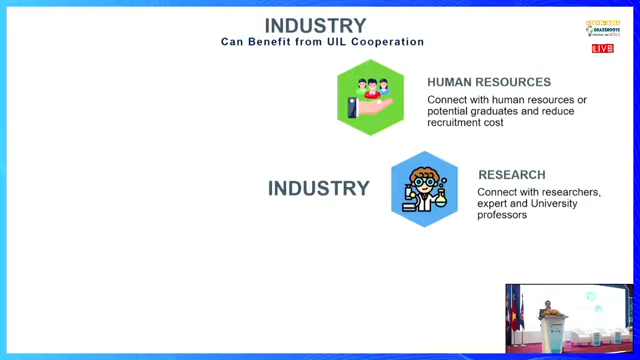 INDUSTRY
Can Benefit from UIL Cooperation
GRASSROOTS
LIVE
HUMAN RESOURCES
Connect with human resources or
potential graduates and reduce
recruitment cost
INDUSTRY
RESEARCH
Connect with researchers,
expert and University
professors